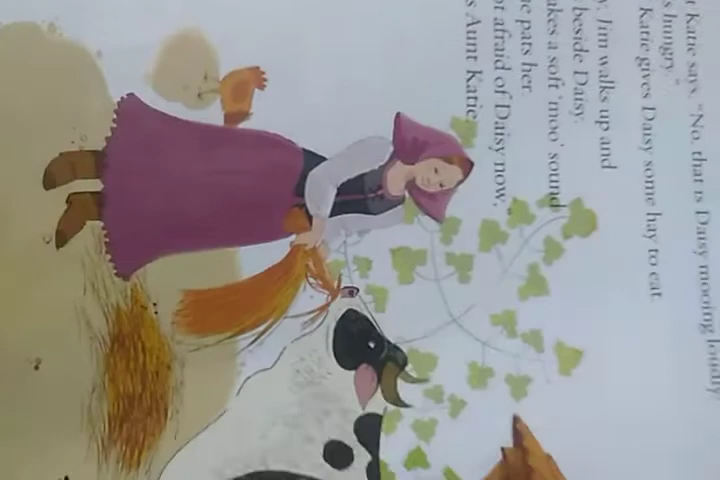 Katie says, "No, that is Daisy mooing loudly
hungry."
Katie gives Daisy some hay to eat.
Jim walks up and
beside Daisy.
a soft 'moo' sound
pats her.
afraid of Daisy now,
Aunt Katie